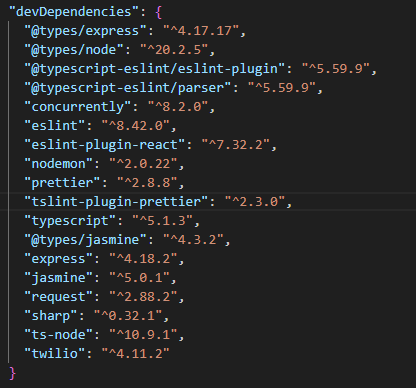 "devDependencies": {
"@types/express": "^4.17.17",
"@types/node": "^20.2.5",
"@typescript-eslint/eslint-plugin": "^5.59.9",
"@typescript-eslint/parser": "^5.59.9",
"concurrently": "^8.2.0",
"eslint": "^8.42.0",
"eslint-plugin-react": "^7.32.2",
"nodemon": "^2.0.22",
"prettier": "^2.8.8",
"tslint-plugin-prettier": "^2.3.0",
"typescript": "^5.1.3",
"@types/jasmine": "^4.3.2",
"express": "^4.18.2",
"jasmine": "^5.0.1",
"request": "^2.88.2",
"sharp": "^0.32.1",
"ts-node": "^10.9.1",
"twilio": "^4.11.2"
}